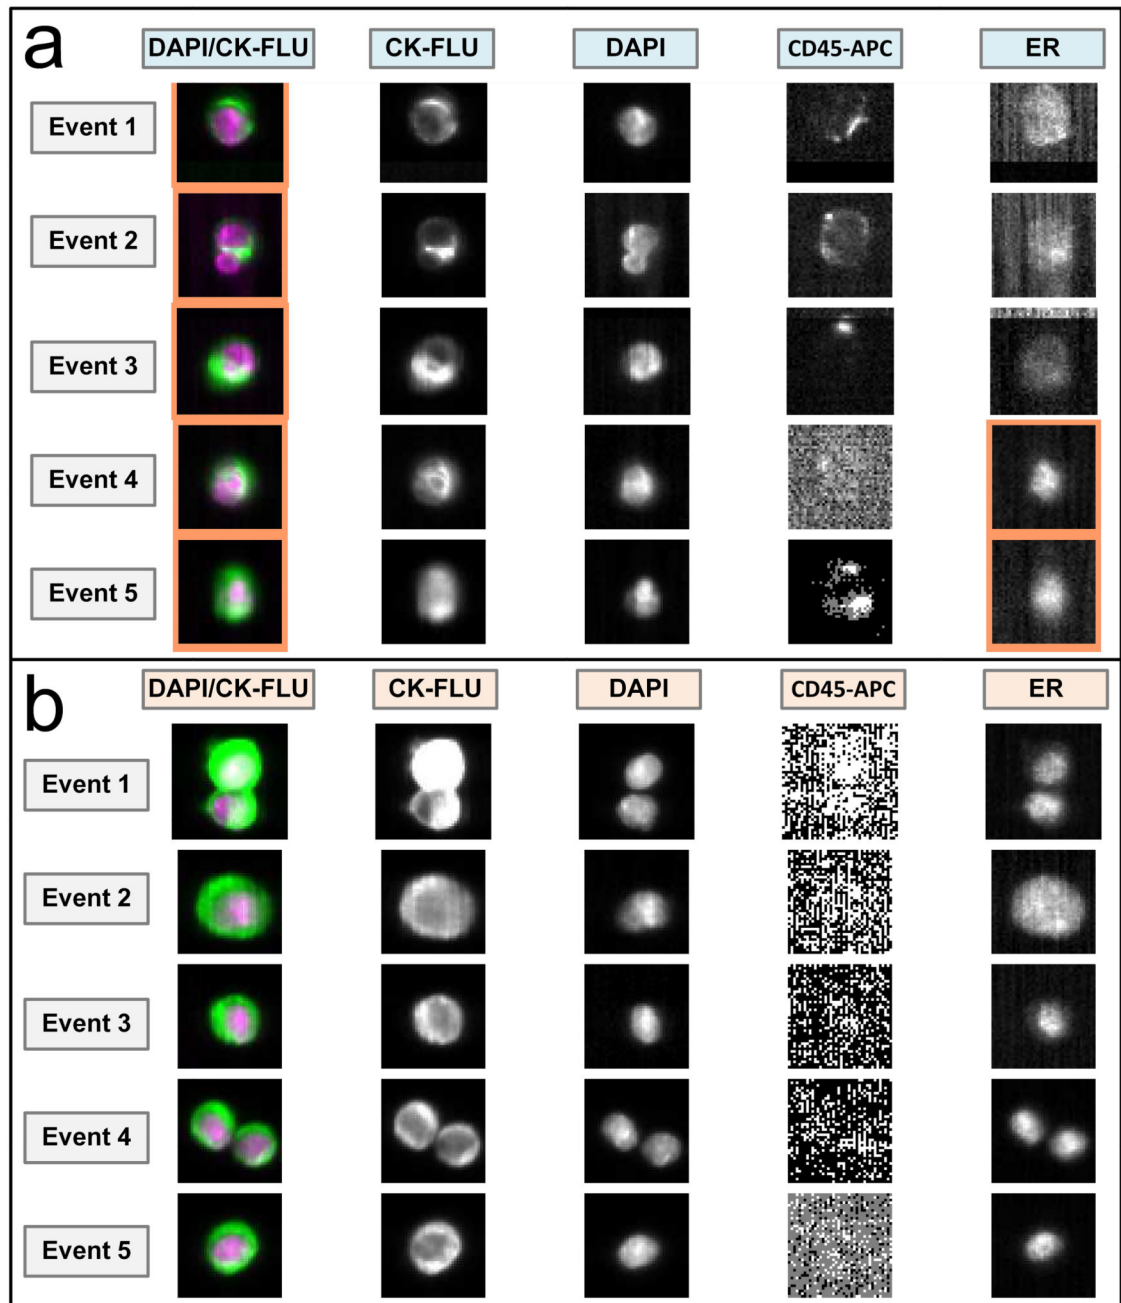 a
DAPI/CK-FLU CK-FLU DAPI CD45-APC ER
Event 1
Event 2
Event 3
Event 4
Event 5
b
DAPI/CK-FLU CK-FLU DAPI CD45-APC ER
Event 1
Event 2
Event 3
Event 4
Event 5